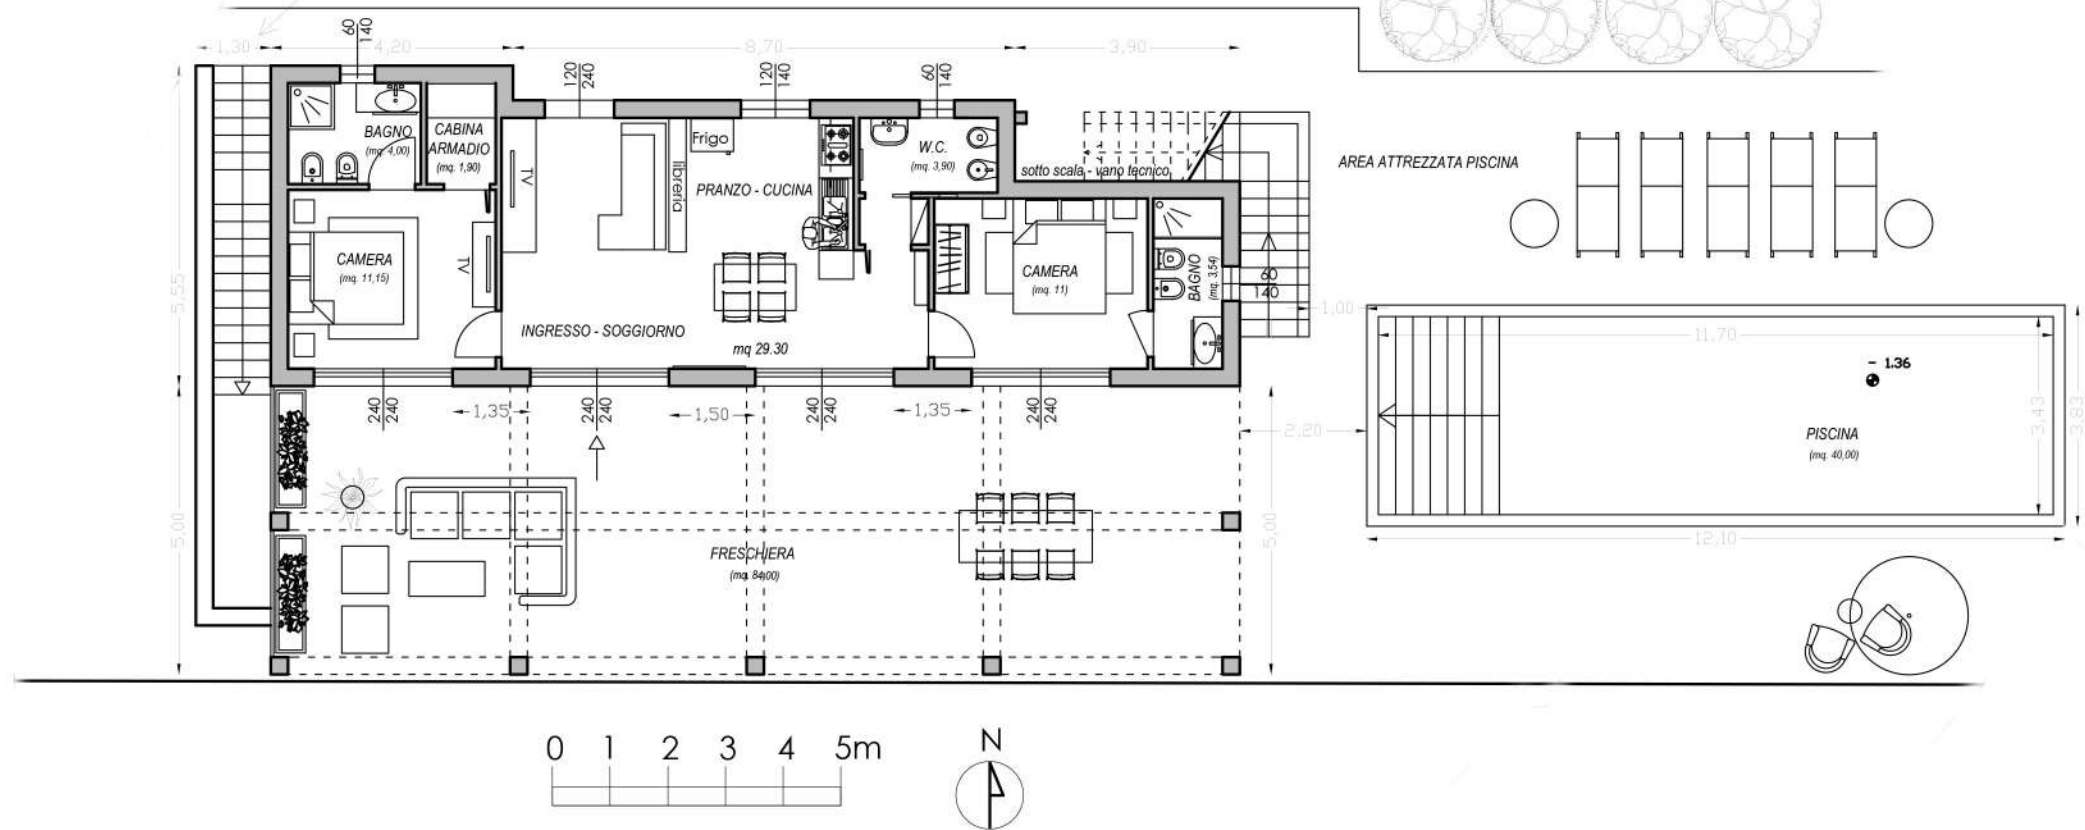 60
140
1,30
4,20
8,70
3,90
120
240
120
140
60
140
BAGNO
(mq. 4,00)
CABINA
ARMADIO
(mq. 1,90)
TV
libreria
Frigo
PRANZO - CUCINA
W.C.
(mq. 3,90)
sotto scala - vano tecnico
AREA ATTREZZATA PISCINA
CAMERA
(mq. 11,15)
TV
CAMERA
(mq. 11)
BAGNO
(mq. 3,54)
60
140
5,55
INGRESSO - SOGGIORNO
mq 29.30
1,00
11,70
- 1.36
3,43
3,83
PISCINA
(mq. 40,00)
240
240
1,35
240
240
1,50
240
240
1,35
240
240
2,20
5,00
5,00
12,10
FRESCHIERA
(mq. 84,00)
0 1 2 3 4 5m
N